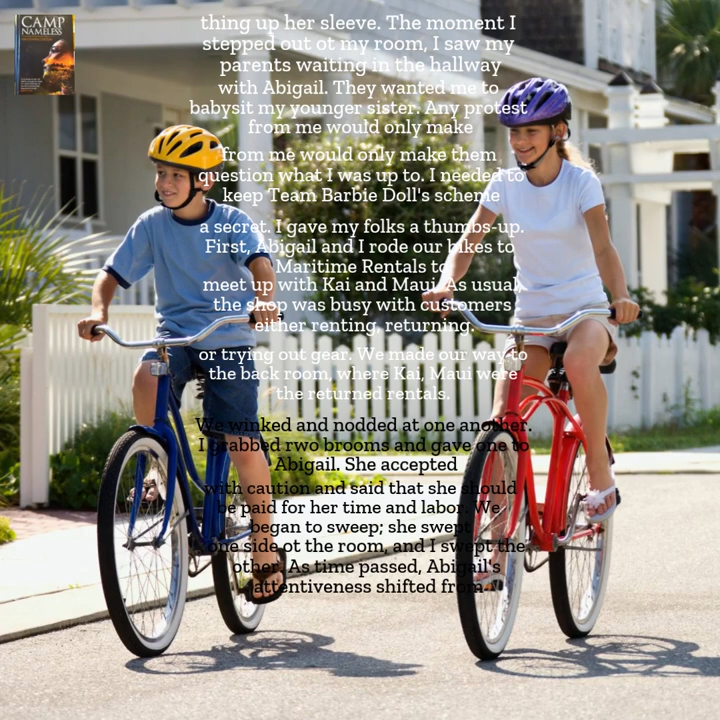 CAMP
NAMELESS
thing up her sleeve. The moment I
stepped out ot my room, I saw my
parents waiting in the hallway
with Abigail. They wanted me to
babysit my younger sister. Any protest
from me would only make
from me would only make them
question what I was up to. I needed to
keep Team Barbie Doll's scheme
a secret. I gave my folks a thumbs-up.
First, Abigail and I rode our bikes to
Maritime Rentals to
meet up with Kai and Maui. As usual,
the shop was busy with customers
either renting, returning.
or trying out gear. We made our way to
the back room, where Kai, Maui were
the returned rentals.
We winked and nodded at one another.
I grabbed rwo brooms and gave one to
Abigail. She accepted
with caution and said that she should
be paid for her time and labor. We
began to sweep; she swept
one side ot the room, and I swept the
other. As time passed, Abigail's
attentiveness shifted from